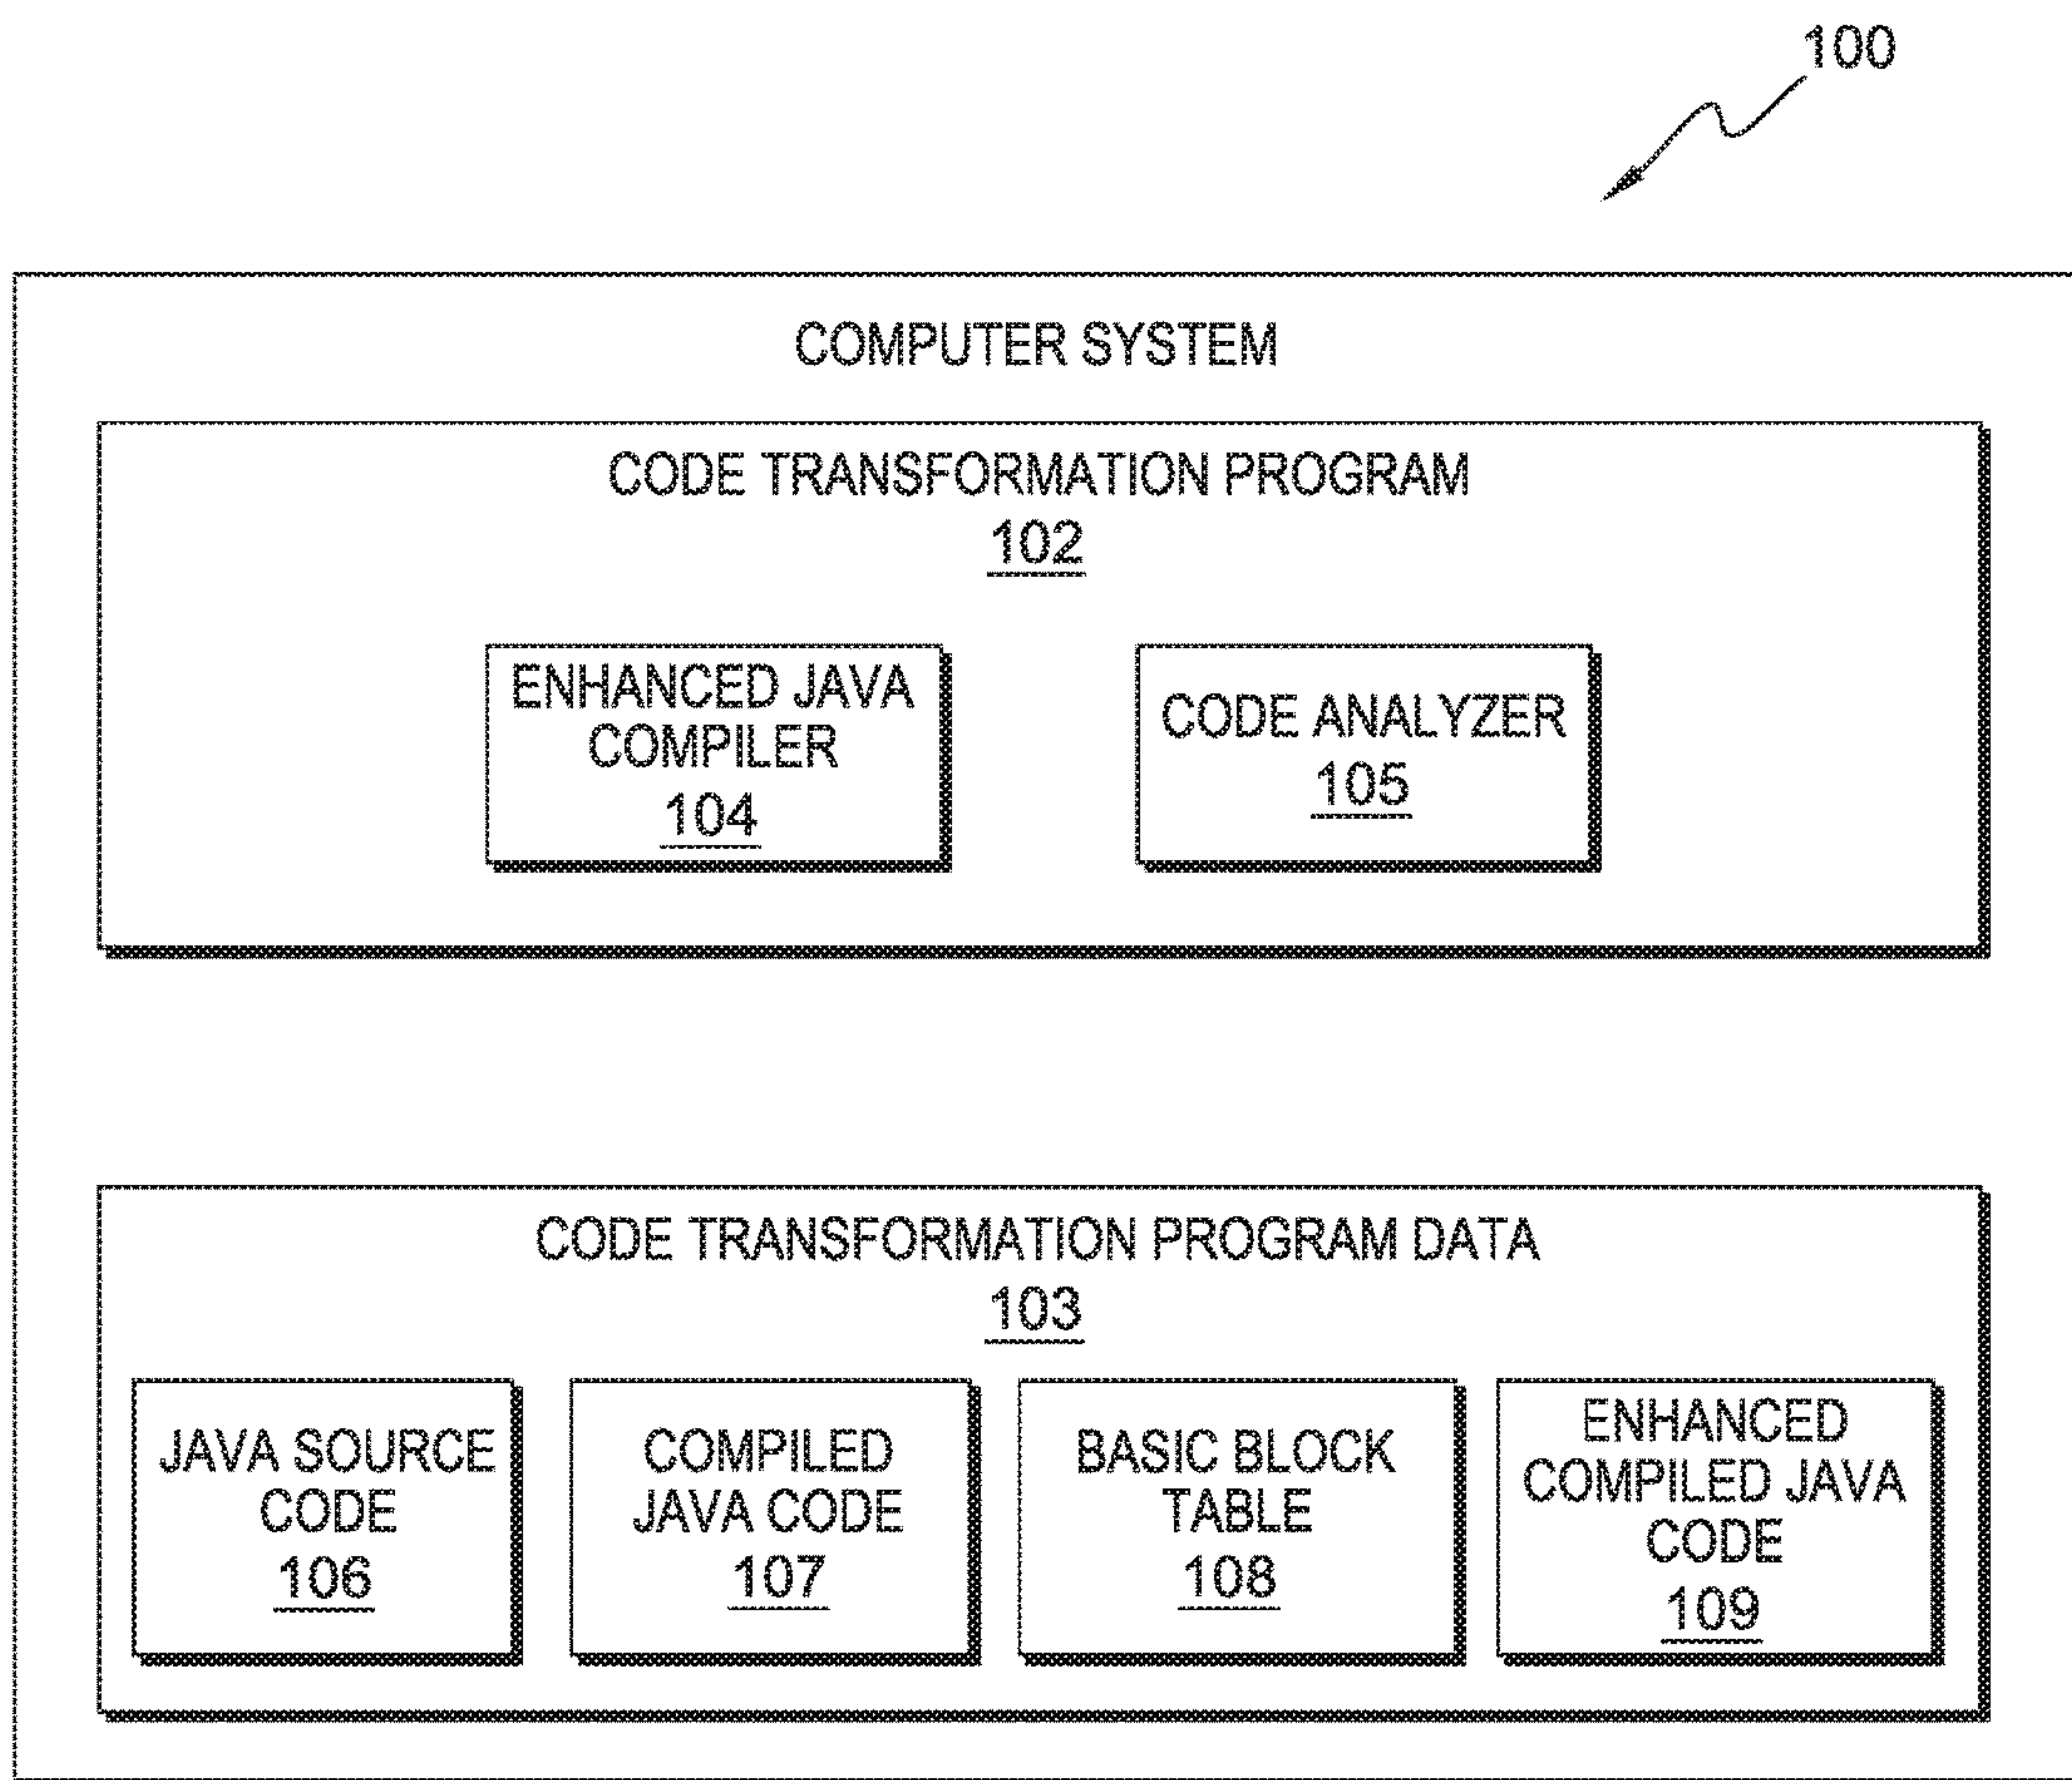 100
COMPUTER SYSTEM
CODE TRANSFORMATION PROGRAM
102
ENHANCED JAVA
COMPILER
104
CODE ANALYZER
105
CODE TRANSFORMATION PROGRAM DATA
103
JAVA SOURCE
CODE
106
COMPILED
JAVA CODE
107
BASIC BLOCK
TABLE
108
ENHANCED
COMPILED JAVA
CODE
109